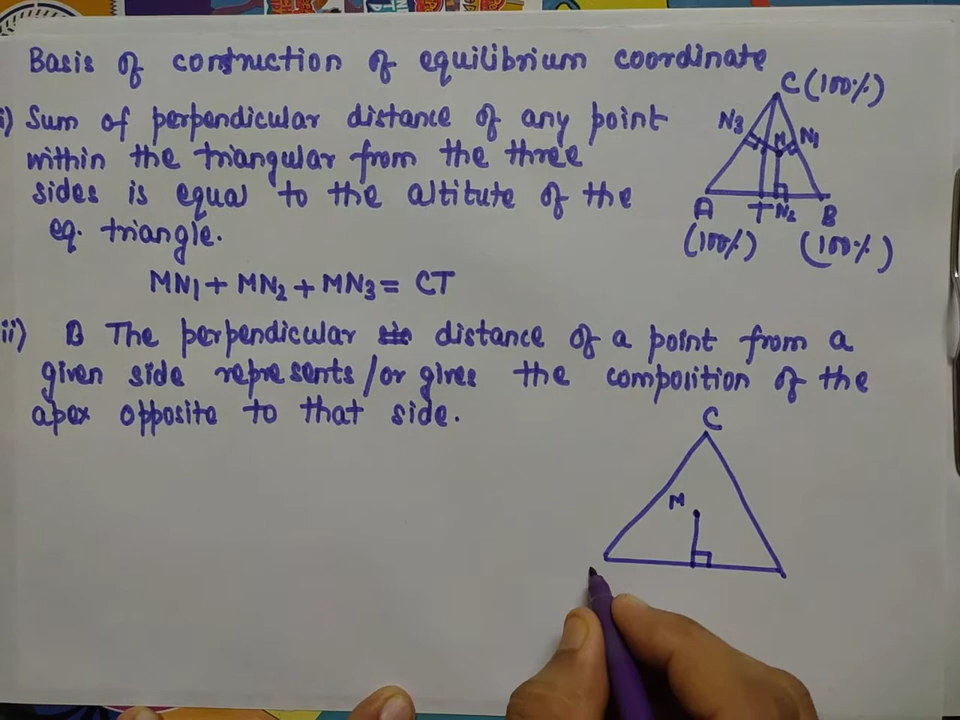 Basis of construction of equilibrium coordinate
i) Sum of perpendicular distance of any point
within the triangular from the three
sides is equal to the altitute of the
eq. triangle.
MN1 + MN2 + MN3 = CT
C (100%)
N3 M N1
A T N2 B
(100%) (100%)
ii) B The perpendicular distance of a point from a
given side represents/or gives the composition of the
apex opposite to that side.
C
M